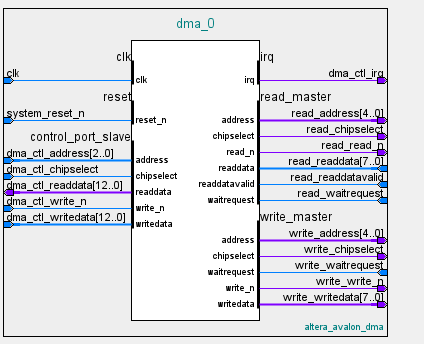 dma_0
clk
clk
clk
reset
system_reset_n
reset_n
control_port_slave
dma_ctl_address[2..0]
address
dma_ctl_chipselect
chipselect
dma_ctl_readdata[12..0]
readdata
dma_ctl_write_n
write_n
dma_ctl_writedata[12..0]
writedata
irq
irq
dma_ctl_irq
read_master
address
read_address[4..0]
chipselect
read_chipselect
read_n
read_read_n
readdata
read_readdata[7..0]
readdatavalid
read_readdatavalid
waitrequest
read_waitrequest
write_master
address
write_address[4..0]
chipselect
write_chipselect
waitrequest
write_waitrequest
write_n
write_write_n
writedata
write_writedata[7..0]
altera_avalon_dma